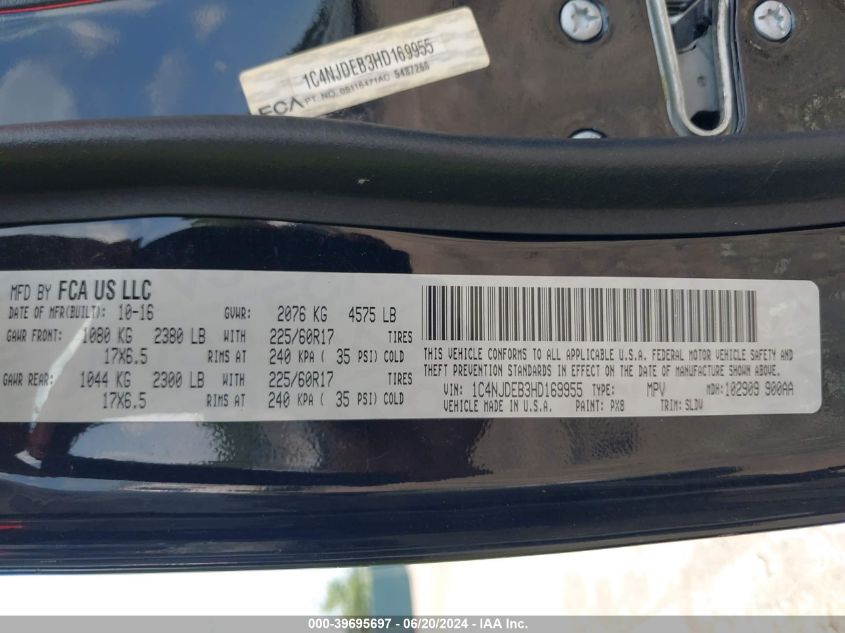 1C4NJDEB3HD169955
FCA PT. NO. 05116471AC 5487255
MFD BY FCA US LLC
DATE OF MFR(BUILT): 10-16 GVWR: 2076 KG 4575 LB
GAWR FRONT: 1080 KG 2380 LB WITH 225/60R17 TIRES
17X6.5 RIMS AT 240 KPA ( 35 PSI) COLD
GAWR REAR: 1044 KG 2300 LB WITH 225/60R17 TIRES
17X6.5 RIMS AT 240 KPA ( 35 PSI) COLD
THIS VEHICLE CONFORMS TO ALL APPLICABLE U.S.A. FEDERAL MOTOR VEHICLE SAFETY AND
THEFT PREVENTION STANDARDS IN EFFECT ON THE DATE OF MANUFACTURE SHOWN ABOVE.
VIN: 1C4NJDEB3HD169955 TYPE: MPV MDH: 102909 900AA
VEHICLE MADE IN U.S.A. PAINT: PX8 TRIM: SLDV
000-39695697 - 06/20/2024 - IAA Inc.